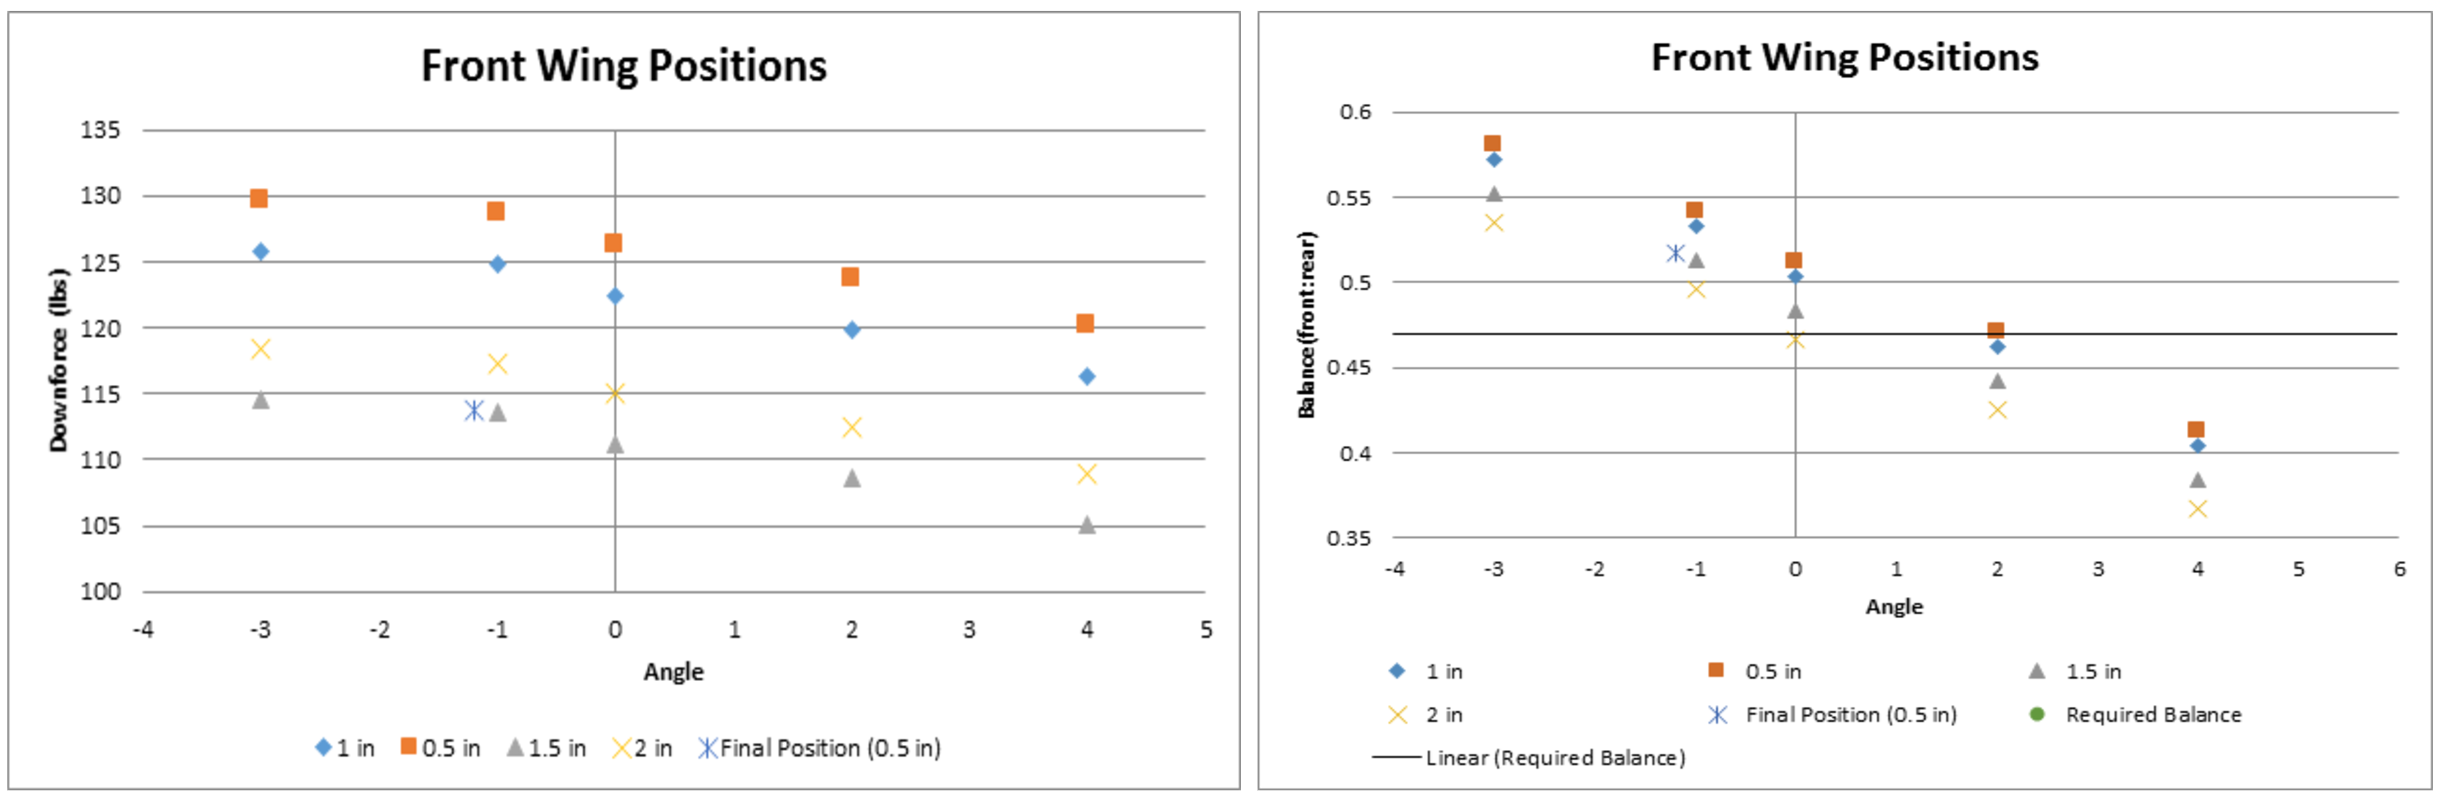 Front Wing Positions
135
130
125
120
115
110
105
100
Downforce (lbs)
-4 -3 -2 -1 0 1 2 3 4 5
Angle
1 in 0.5 in 1.5 in 2 in Final Position (0.5 in)
Front Wing Positions
0.6
0.55
0.5
0.45
0.4
0.35
Balance(front:rear)
-4 -3 -2 -1 0 1 2 3 4 5 6
Angle
1 in 0.5 in 1.5 in
2 in Final Position (0.5 in) Required Balance
Linear (Required Balance)